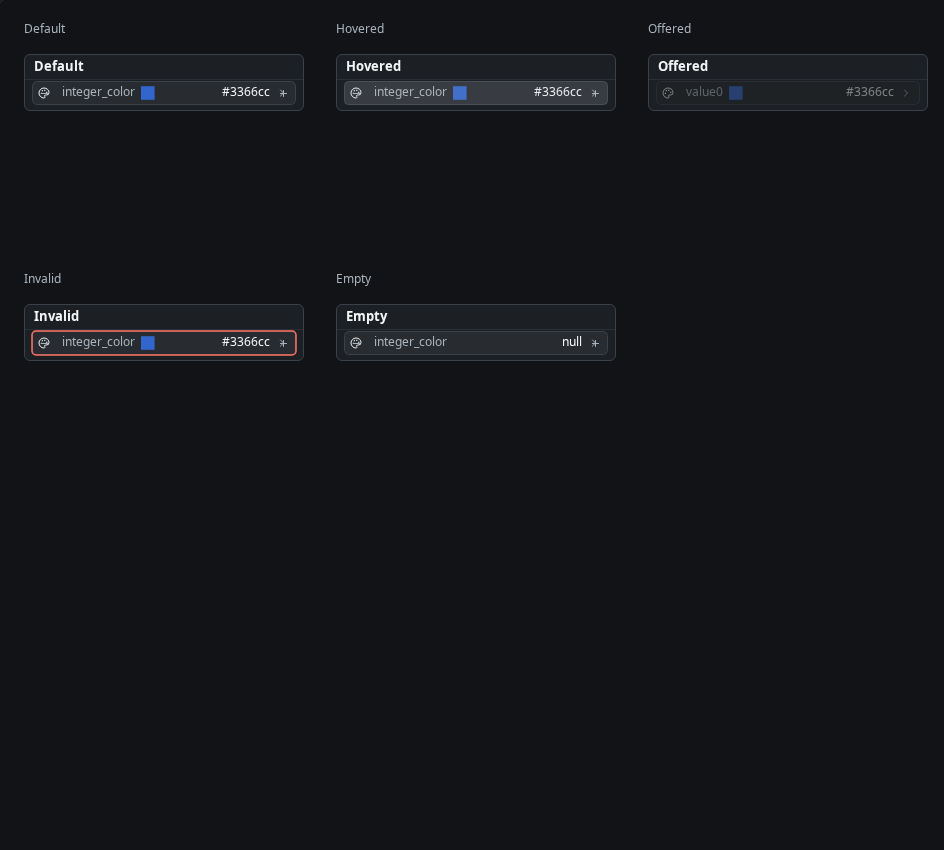 Default
Hovered
Offered
Default
Hovered
Offered
integer_color #3366cc
integer_color #3366cc
value0 #3366cc
Invalid
Empty
Invalid
Empty
integer_color #3366cc
integer_color null